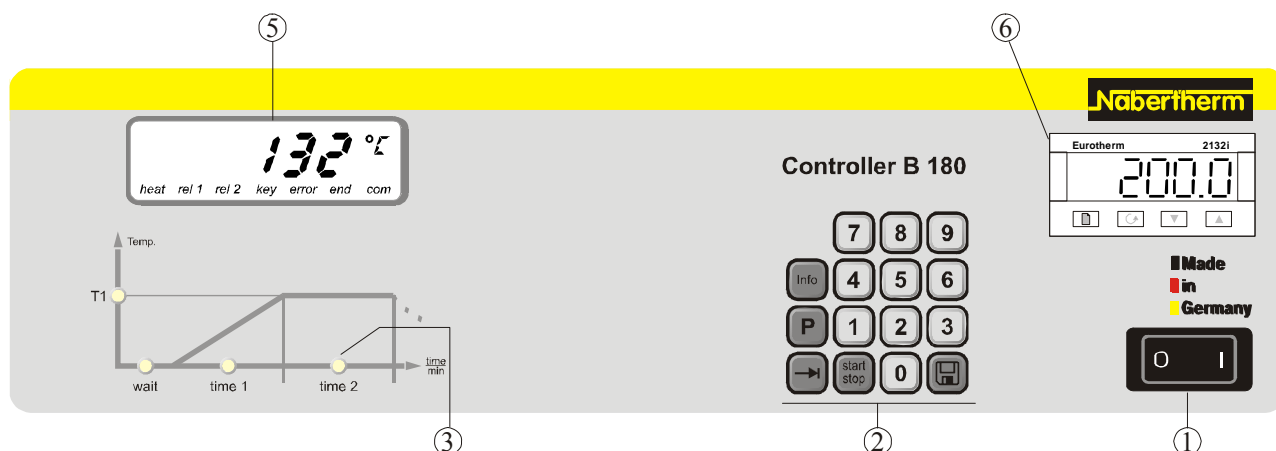 5
6
Nabertherm
132 °C
heat rel 1 rel 2 key error end com
Eurotherm 2132i
200.0
Controller B 180
7 8 9
Info 4 5 6
P 1 2 3
start stop 0
Temp.
T1
wait time 1 time 2
time
min
Made
in
Germany
O I
3
2
1